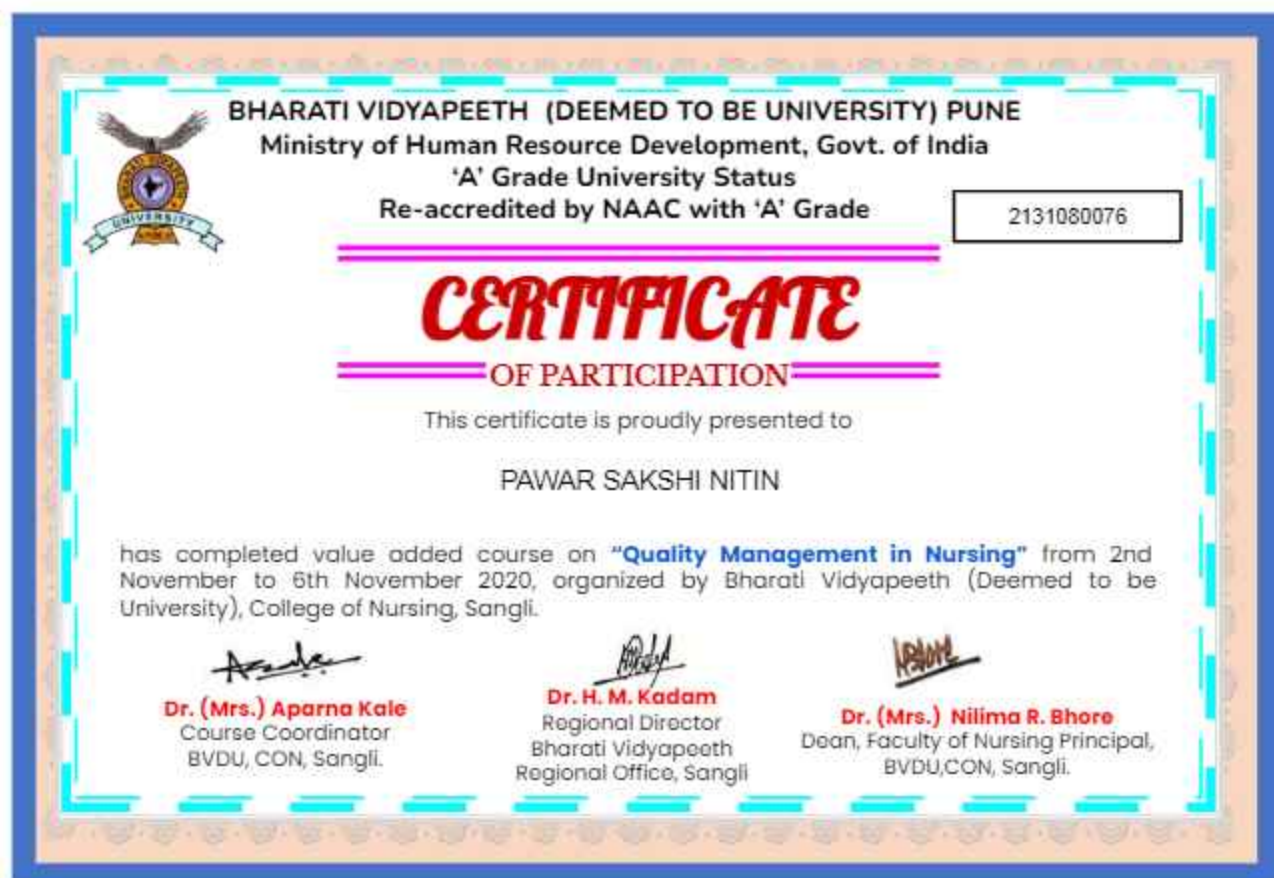 BHARATI VIDYAPEETH (DEEMED TO BE UNIVERSITY) PUNE
Ministry of Human Resource Development, Govt. of India
‘A’ Grade University Status
Re-accredited by NAAC with ‘A’ Grade
2131080076
BHARATI VIDYAPEETH
UNIVERSITY
CERTIFICATE
OF PARTICIPATION
This certificate is proudly presented to
PAWAR SAKSHI NITIN
has completed value added course on “Quality Management in Nursing” from 2nd
November to 6th November 2020, organized by Bharati Vidyapeeth (Deemed to be
University), College of Nursing, Sangli.
Dr. (Mrs.) Aparna Kale
Course Coordinator
BVDU, CON, Sangli.
Dr. H. M. Kadam
Regional Director
Bharati Vidyapeeth
Regional Office, Sangli
Dr. (Mrs.) Nilima R. Bhore
Dean, Faculty of Nursing Principal,
BVDU,CON, Sangli.